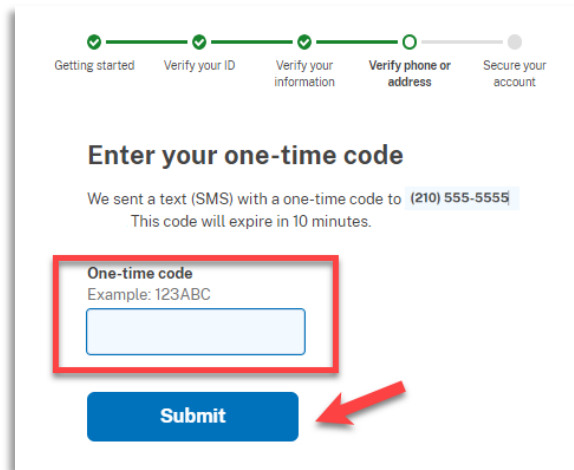 Getting started
Verify your ID
Verify your
information
Verify phone or
address
Secure your
account
Enter your one-time code
We sent a text (SMS) with a one-time code to (210) 555-5555
This code will expire in 10 minutes.
One-time code
Example: 123ABC
Submit